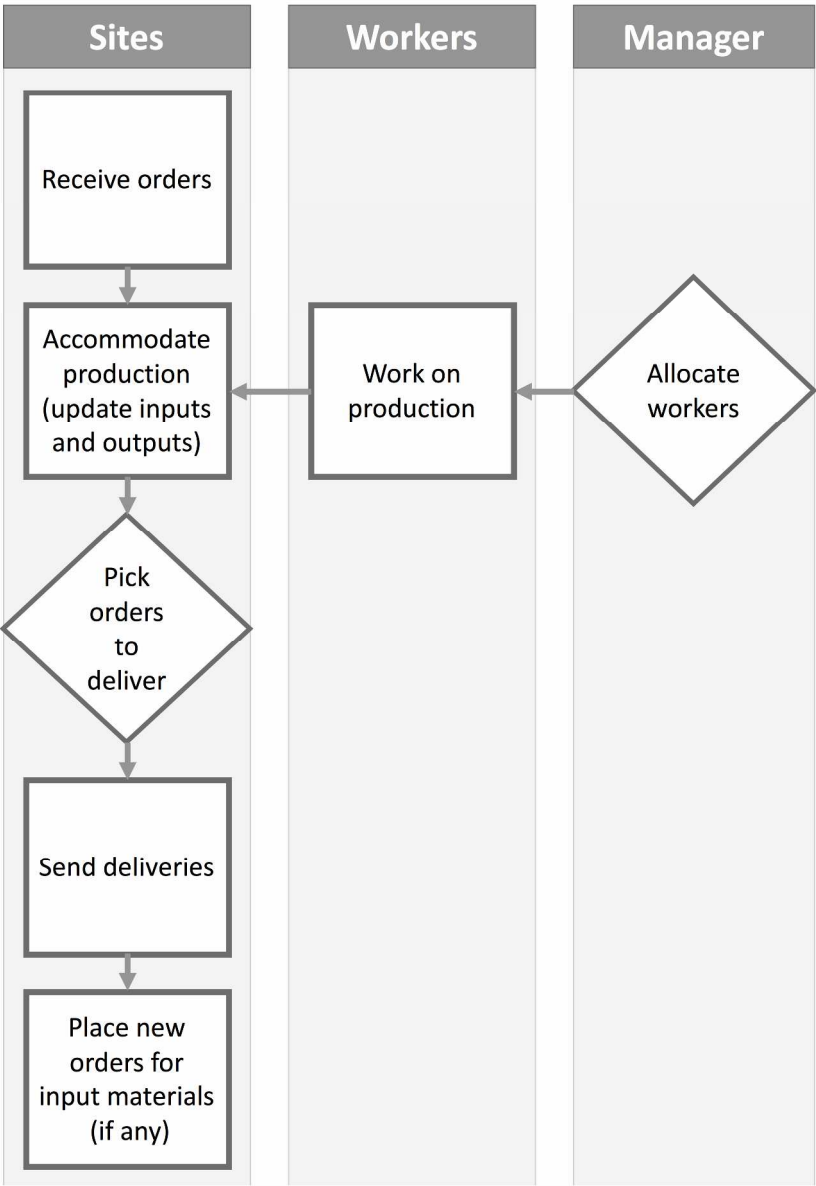 Sites
Workers
Manager
Receive orders
Accommodate
production
(update inputs
and outputs)
Work on
production
Allocate
workers
Pick
orders
to
deliver
Send deliveries
Place new
orders for
input materials
(if any)